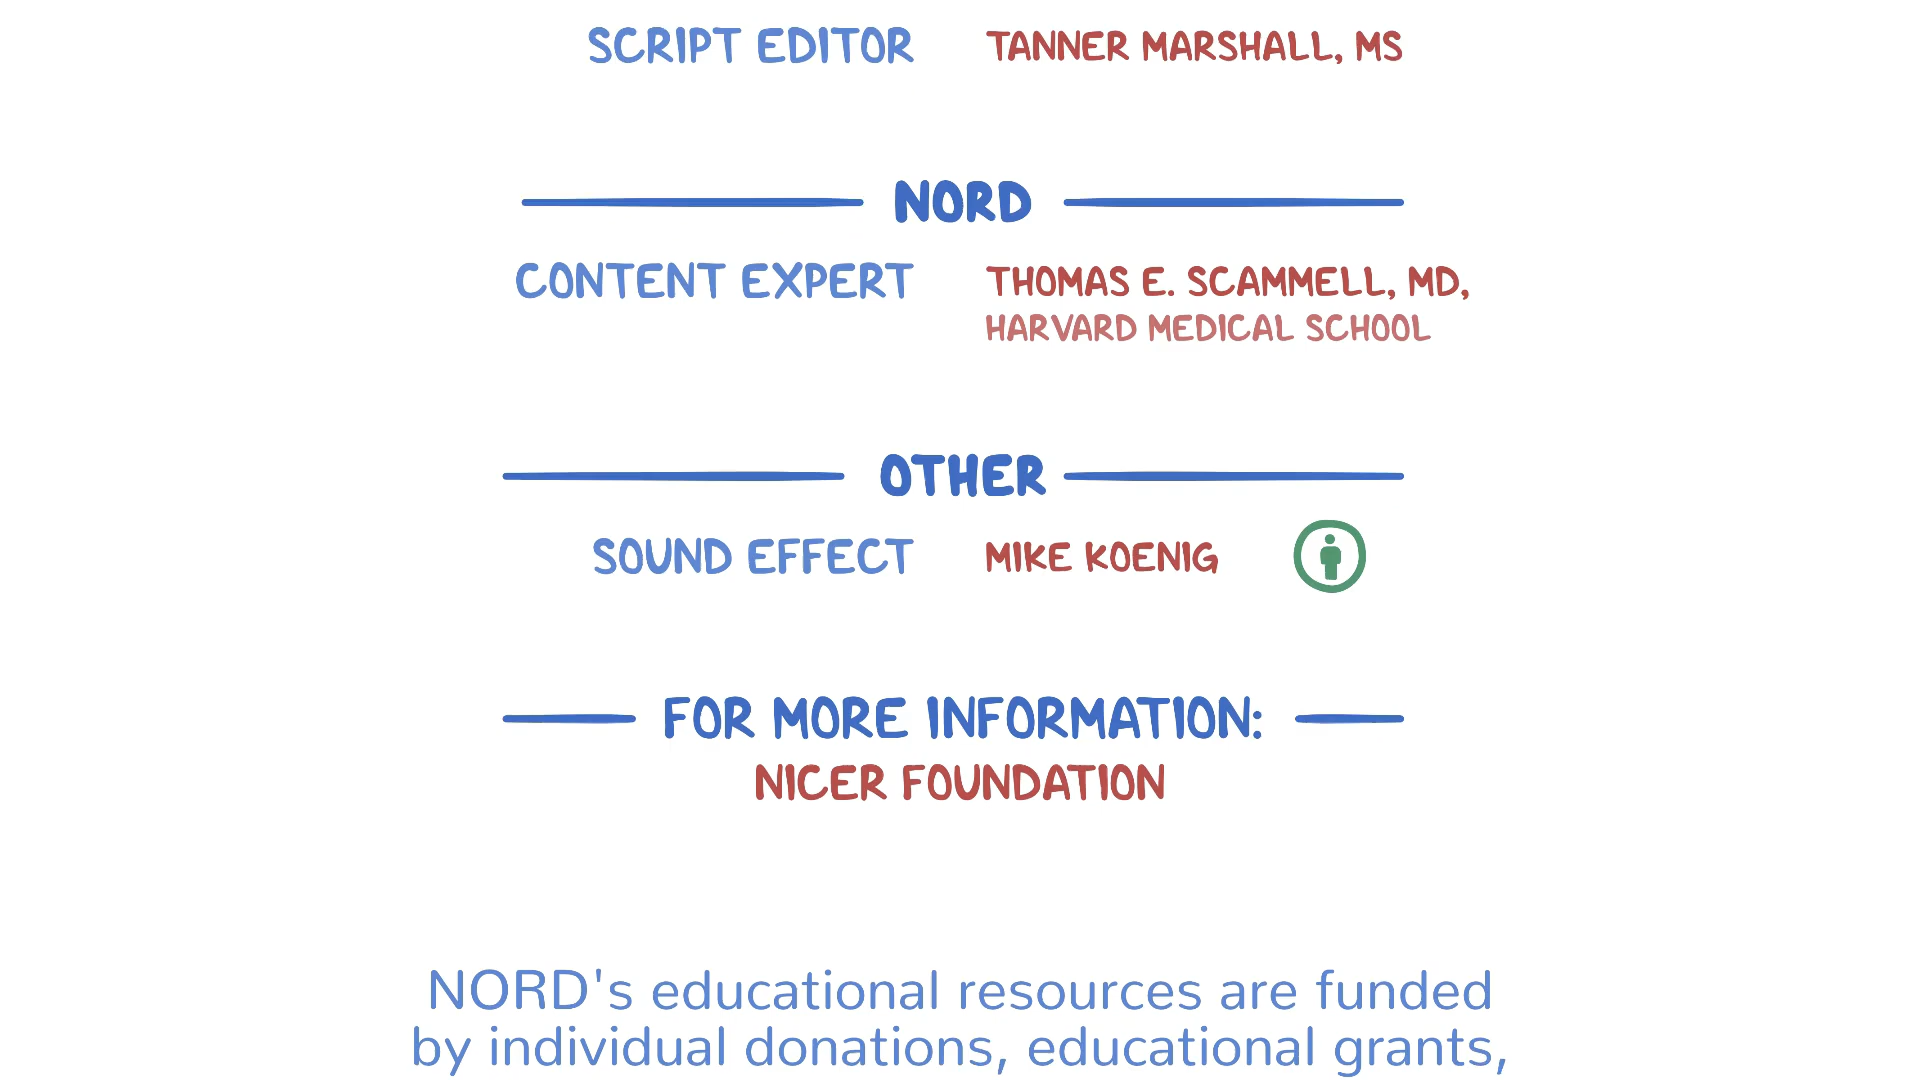 SCRIPT EDITOR TANNER MARSHALL, MS
NORD
CONTENT EXPERT THOMAS E. SCAMMELL, MD,
HARVARD MEDICAL SCHOOL
OTHER
SOUND EFFECT MIKE KOENIG
FOR MORE INFORMATION:
NICER FOUNDATION
NORD's educational resources are funded
by individual donations, educational grants,